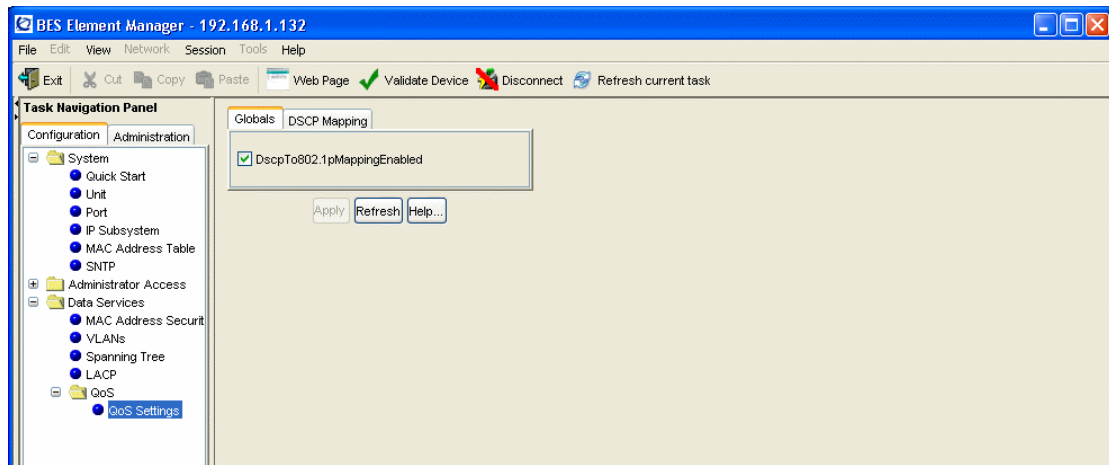 BES Element Manager - 192.168.1.132
File Edit View Network Session Tools Help
Exit Cut Copy Paste Web Page Validate Device Disconnect Refresh current task
Task Navigation Panel
Configuration Administration
System
Quick Start
Unit
Port
IP Subsystem
MAC Address Table
SNTP
Administrator Access
Data Services
MAC Address Securit
VLANs
Spanning Tree
LACP
QoS
QoS Settings
Globals DSCP Mapping
DscpTo802.1pMappingEnabled
Apply Refresh Help...